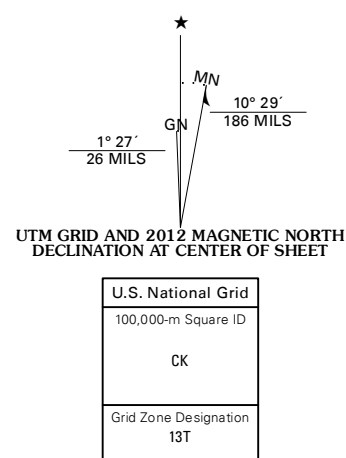 ★
MN
10° 29´
186 MILS
GN
1° 27´
26 MILS
UTM GRID AND 2012 MAGNETIC NORTH
DECLINATION AT CENTER OF SHEET
U.S. National Grid
100,000-m Square ID
CK
Grid Zone Designation
13T